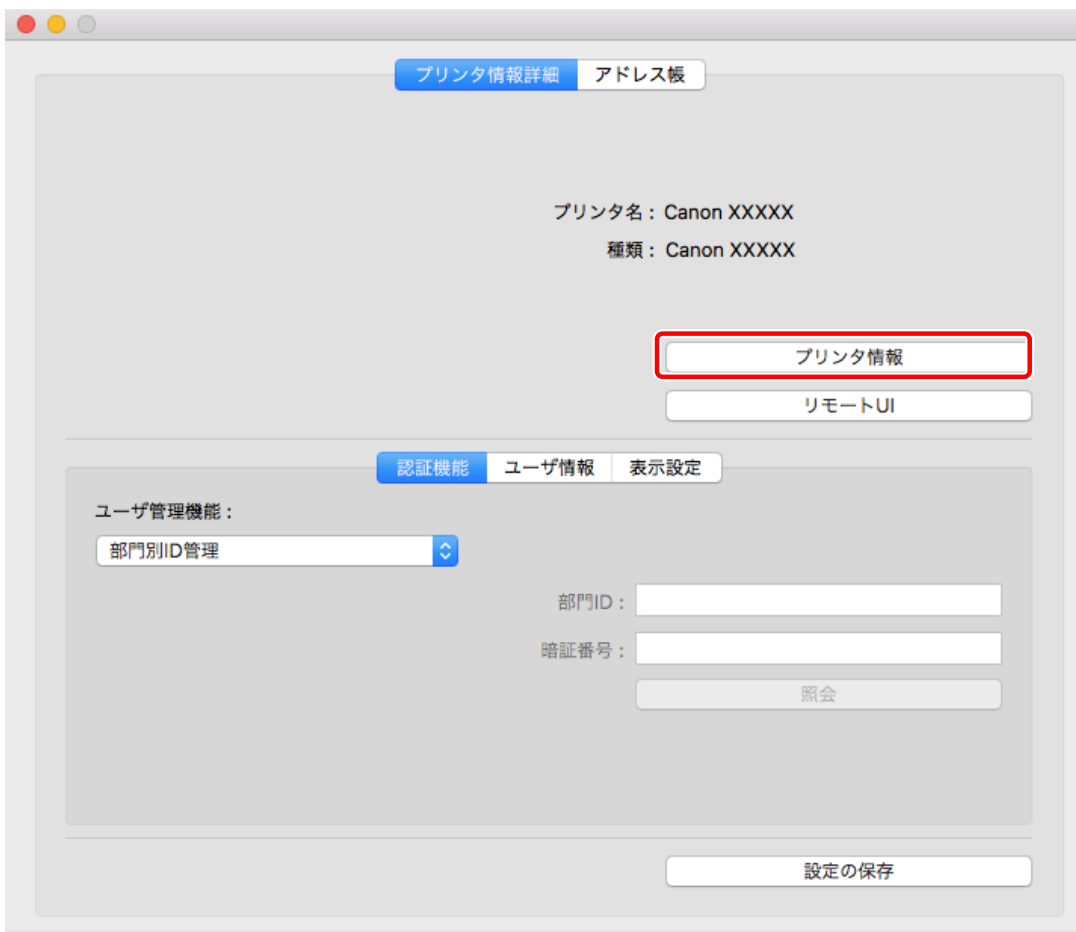 プリンタ情報詳細 アドレス帳
プリンタ名： Canon XXXXX
種類： Canon XXXXX
プリンタ情報
リモートUI
認証機能 ユーザ情報 表示設定
ユーザ管理機能：
部門別ID管理
部門ID：
暗証番号：
照会
設定の保存